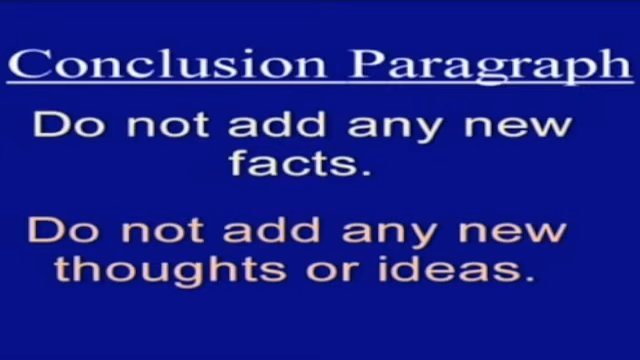 Conclusion Paragraph
Do not add any new
facts.
Do not add any new
thoughts or ideas.